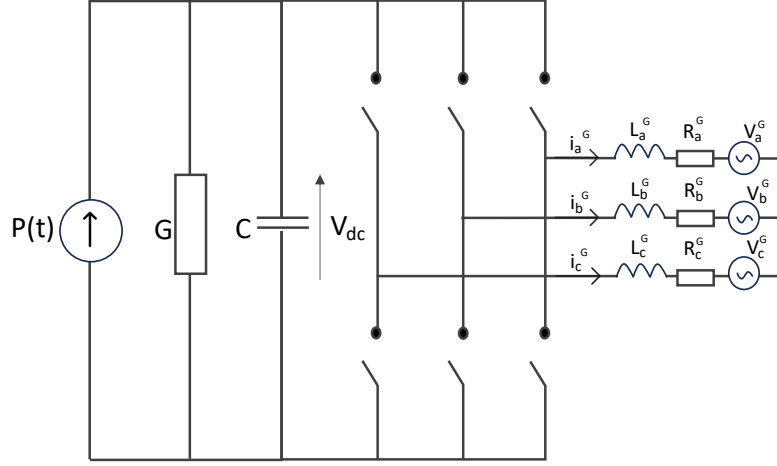 L_a^G R_a^G V_a^G
i_a^G
L_b^G R_b^G V_b^G
i_b^G
P(t) G C V_dc
L_c^G R_c^G V_c^G
i_c^G